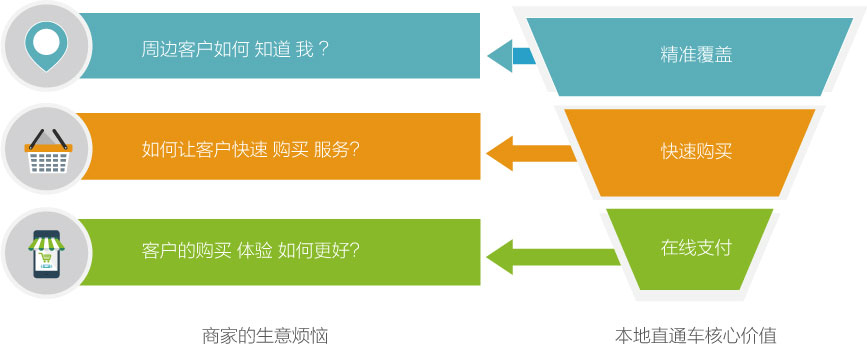 周边客户如何 知道 我？
精准覆盖
如何让客户快速 购买 服务?
快速购买
客户的购买 体验 如何更好?
在线支付
商家的生意烦恼
本地直通车核心价值